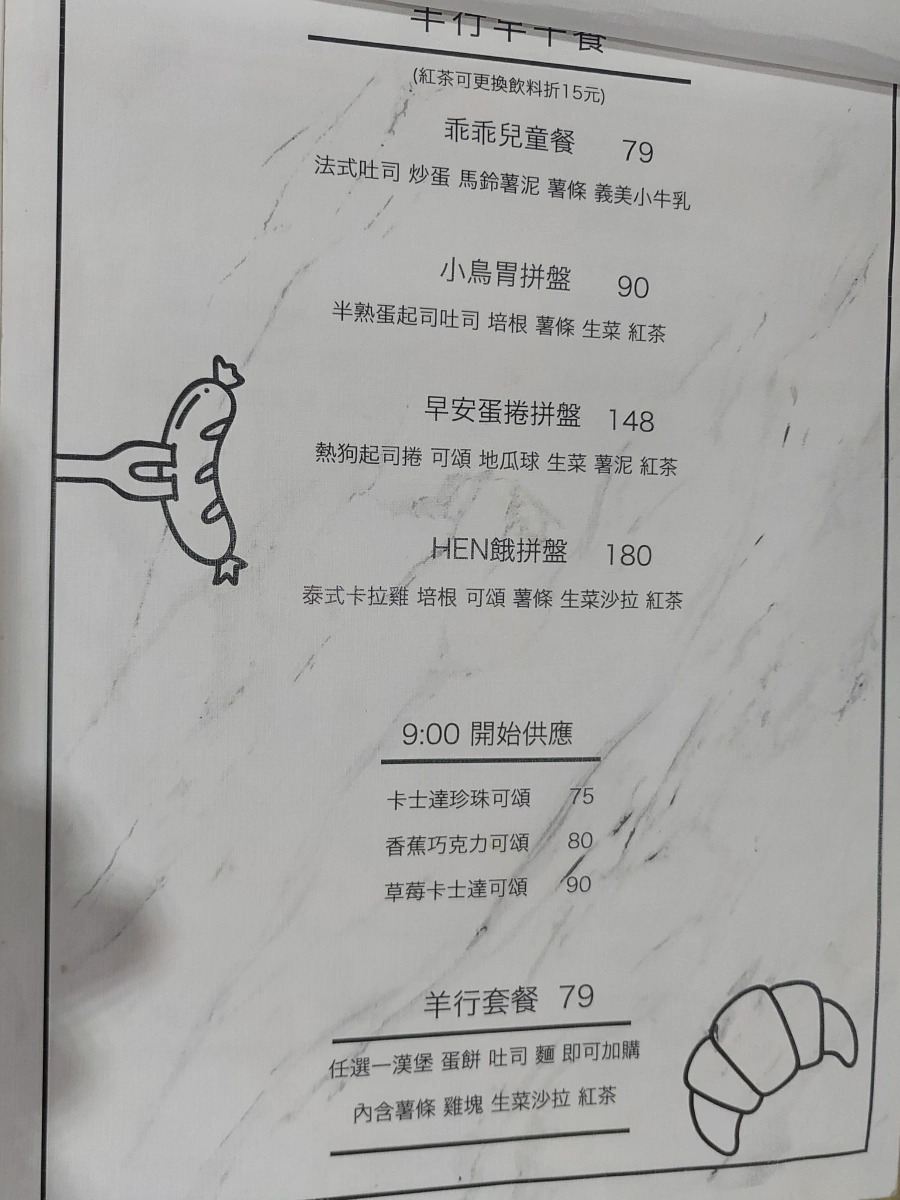 羊行早午餐
(紅茶可更換飲料折15元)
乖乖兒童餐 79
法式吐司 炒蛋 馬鈴薯泥 薯條 義美小牛乳
小鳥胃拼盤 90
半熟蛋起司吐司 培根 薯條 生菜 紅茶
早安蛋捲拼盤 148
熱狗起司捲 可頌 地瓜球 生菜 薯泥 紅茶
HEN餓拼盤 180
泰式卡拉雞 培根 可頌 薯條 生菜沙拉 紅茶
9:00 開始供應
卡士達珍珠可頌 75
香蕉巧克力可頌 80
草莓卡士達可頌 90
羊行套餐 79
任選一漢堡 蛋餅 吐司 麵 即可加購
內含薯條 雞塊 生菜沙拉 紅茶